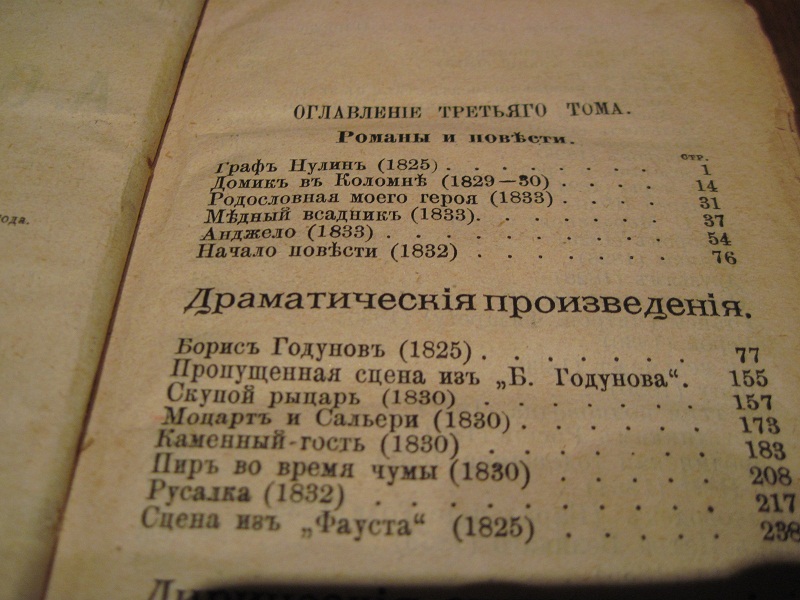 ОГЛАВЛЕНІЕ ТРЕТЬЯГО ТОМА.
Романы и повѣсти.
СТР.
Графъ Нулинъ (1825) . . . . . . . 1
Домикъ въ Коломнѣ (1829—30) . . . . 14
Родословная моего героя (1833) . . . . 31
Мѣдный всадникъ (1833). . . . . . . 37
Анджело (1833) . . . . . . . . . 54
Начало повѣсти (1832) . . . . . . . 76
Драматическія произведенія.
Борисъ Годуновъ (1825) . . . . . . . 77
Пропущенная сцена изъ „Б. Годунова“. 155
Скупой рыцарь (1830) . . . . . . . 157
Моцартъ и Сальери (1830) . . . . . . 173
Каменный-гость (1830) . . . . . . . 183
Пиръ во время чумы (1830) . . . . . 208
Русалка (1832) . . . . . . . . . 217
Сцена изъ „Фауста“ (1825) . . . . . 238
ода.